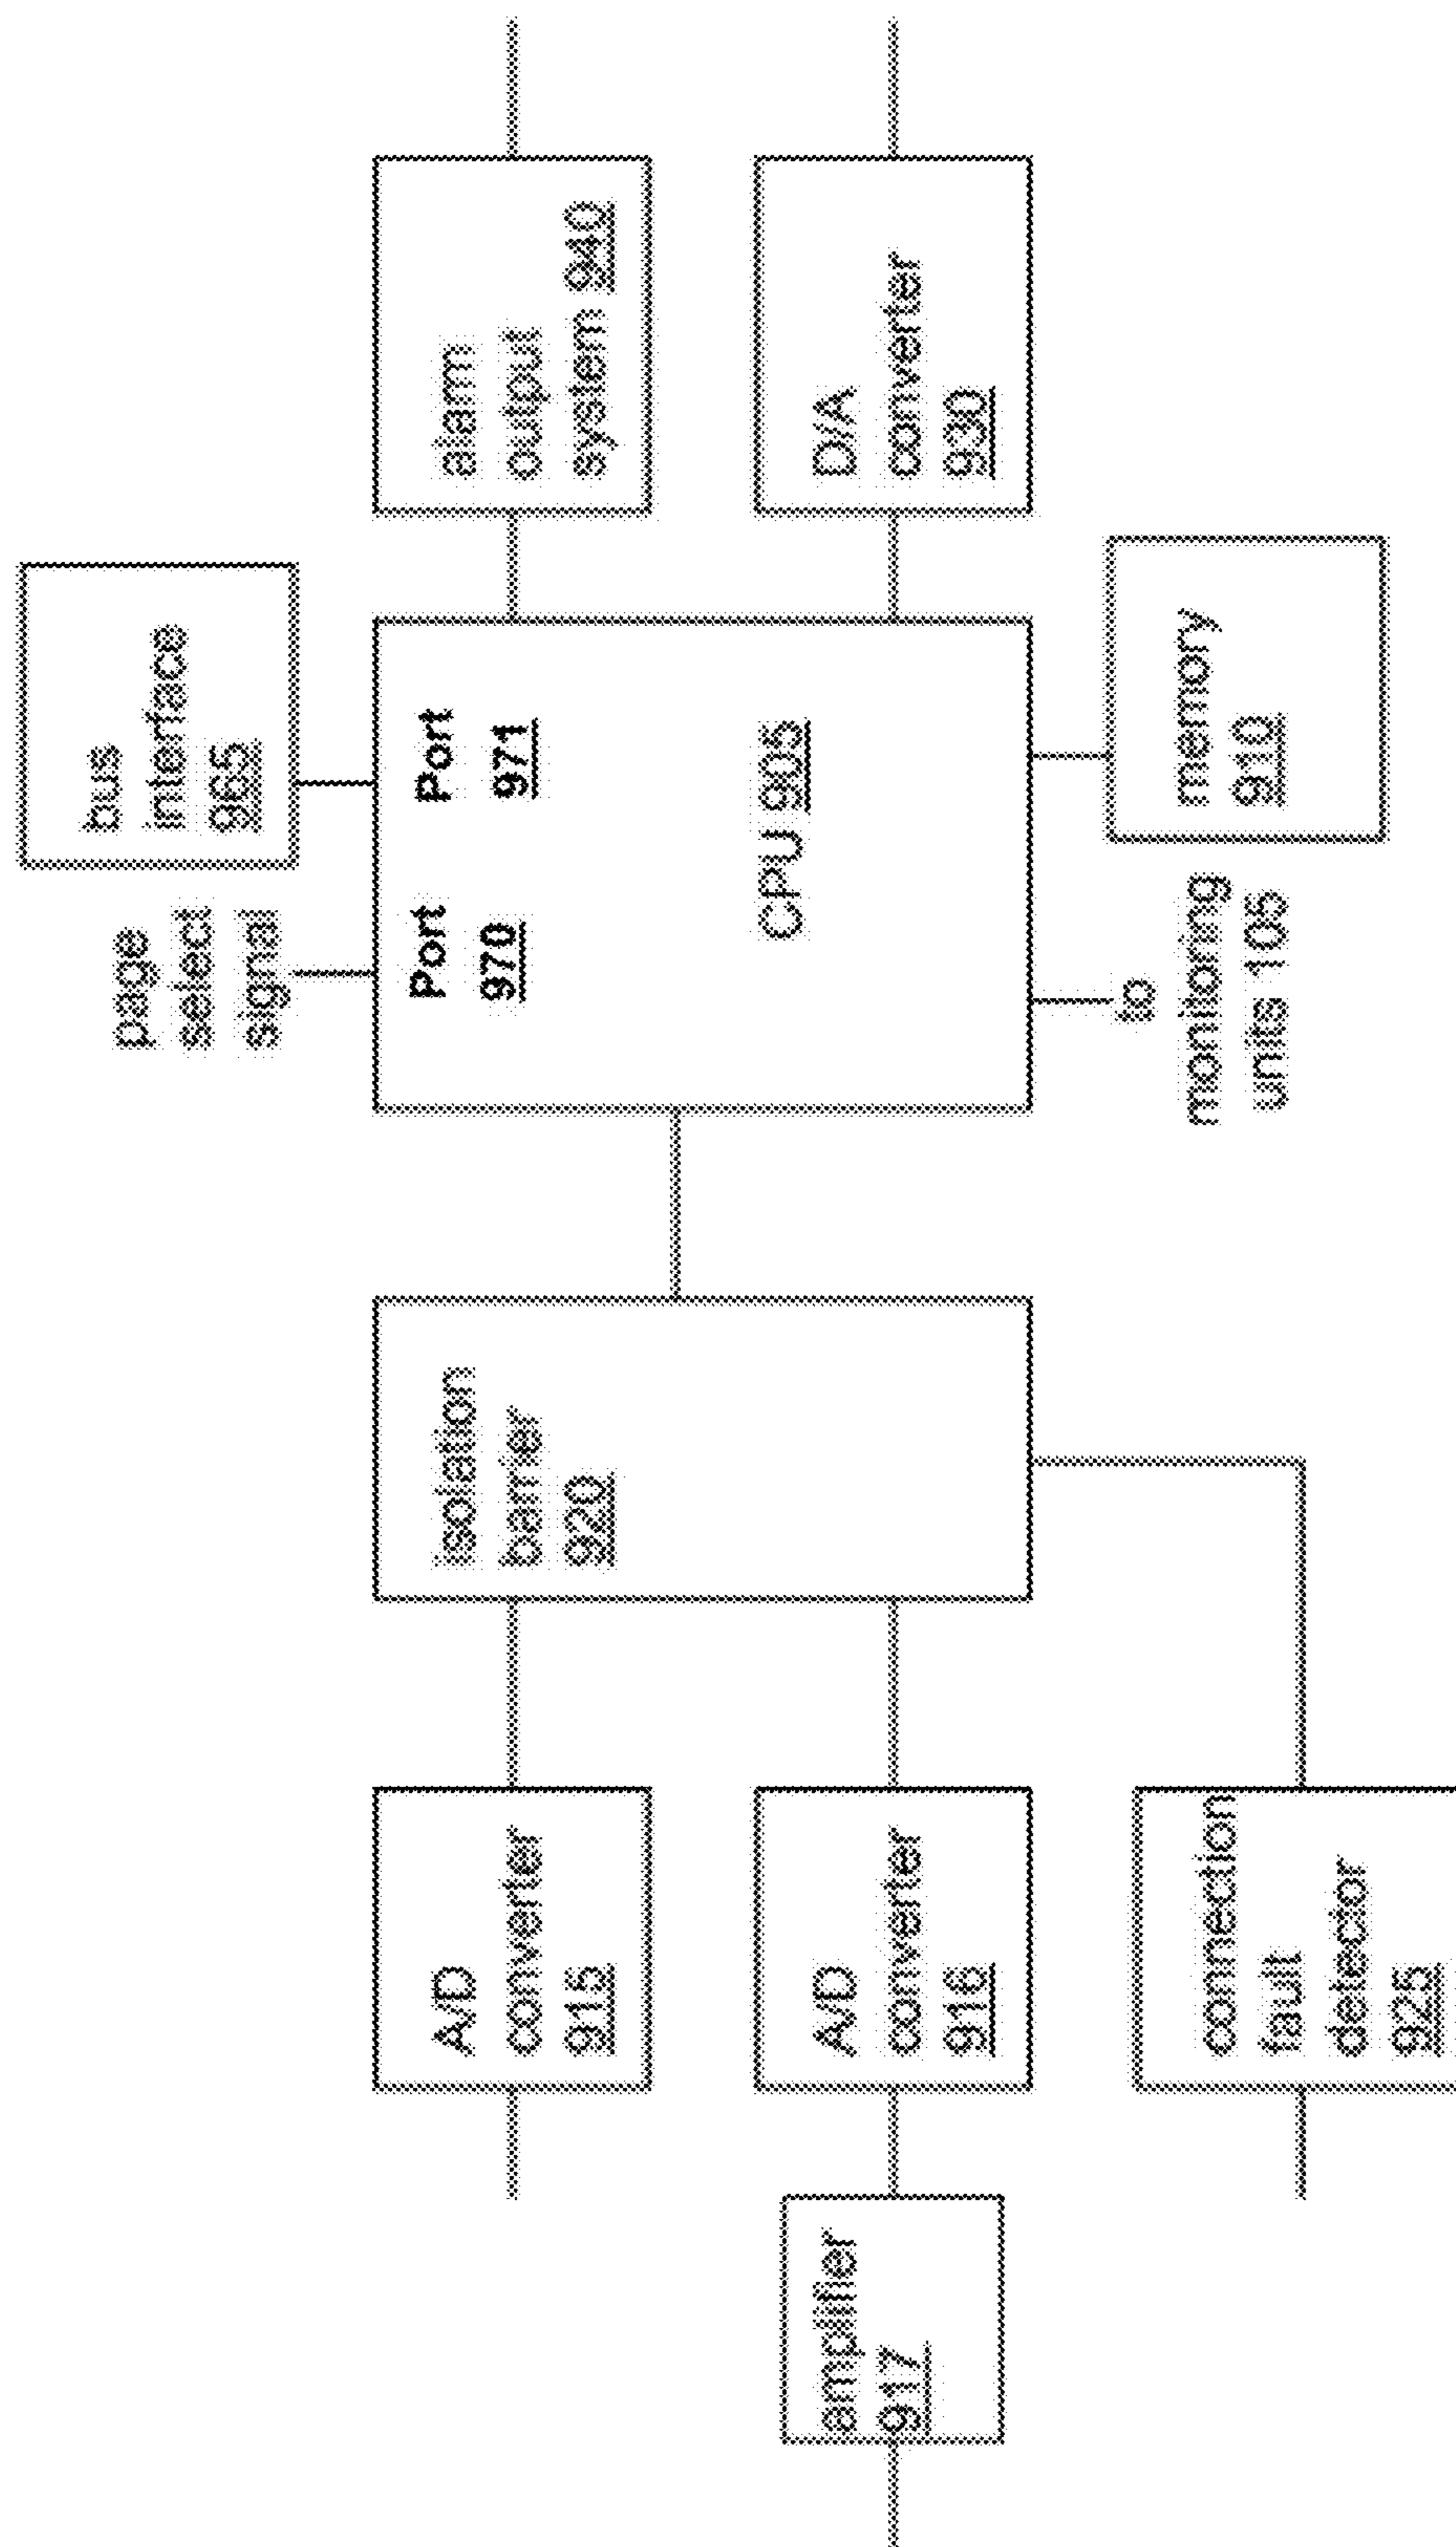 page
select
signal
bus
interface
965
A/D
converter
915
isolation
barrier
920
Port
970
Port
971
alarm
output
system 940
amplifier
917
A/D
converter
916
CPU 905
D/A
converter
930
connection
fault
detector
925
to
monitoring
units 105
memory
910